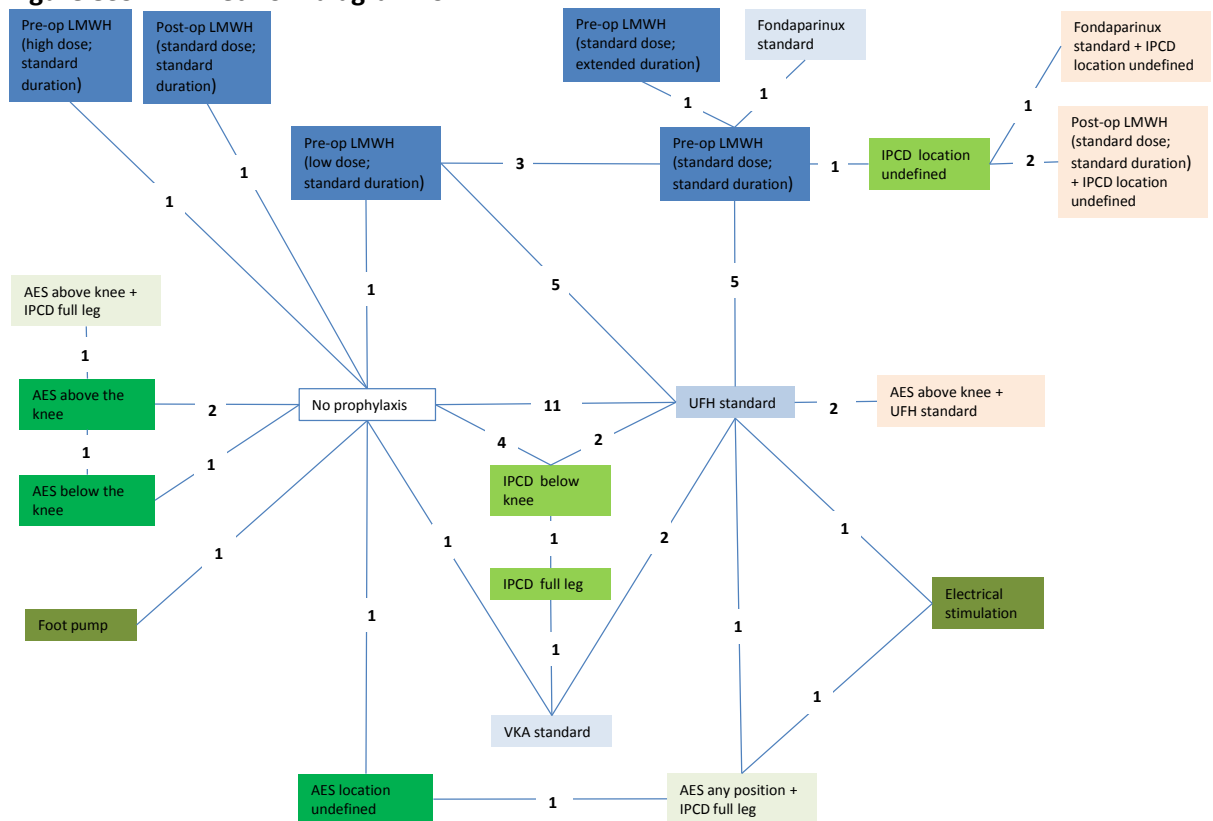 Pre-op LMWH
(high dose;
standard
duration)
Post-op LMWH
(standard dose;
standard
duration)
Pre-op LMWH
(standard dose;
extended duration)
Fondaparinux
standard
Fondaparinux
standard + IPCD
location undefined
1
1
1
Pre-op LMWH
(low dose;
standard duration)
3
Pre-op LMWH
(standard dose;
standard duration)
1
IPCD location
undefined
2
Post-op LMWH
(standard dose;
standard duration)
+ IPCD location
undefined
1
1
AES above knee +
IPCD full leg
1
5
5
1
AES above the
knee
2
No prophylaxis
11
UFH standard
2
AES above knee +
UFH standard
1
AES below the
knee
1
4
2
IPCD below
knee
1
1
1
2
1
IPCD full leg
Foot pump
Electrical
stimulation
1
1
1
1
VKA standard
AES location
undefined
1
AES any position +
IPCD full leg